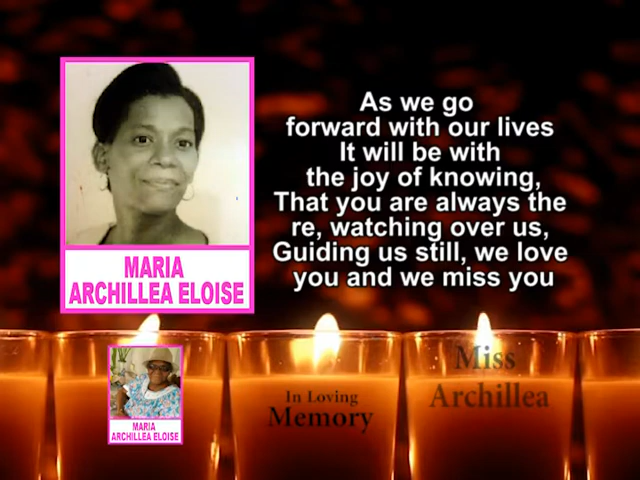 As we go
forward with our lives
It will be with
the joy of knowing,
That you are always the
re, watching over us,
Guiding us still, we love
you and we miss you
MARIA
ARCHILLEA ELOISE
MARIA
ARCHILLEA ELOISE
In Loving
Memory
Miss
Archillea